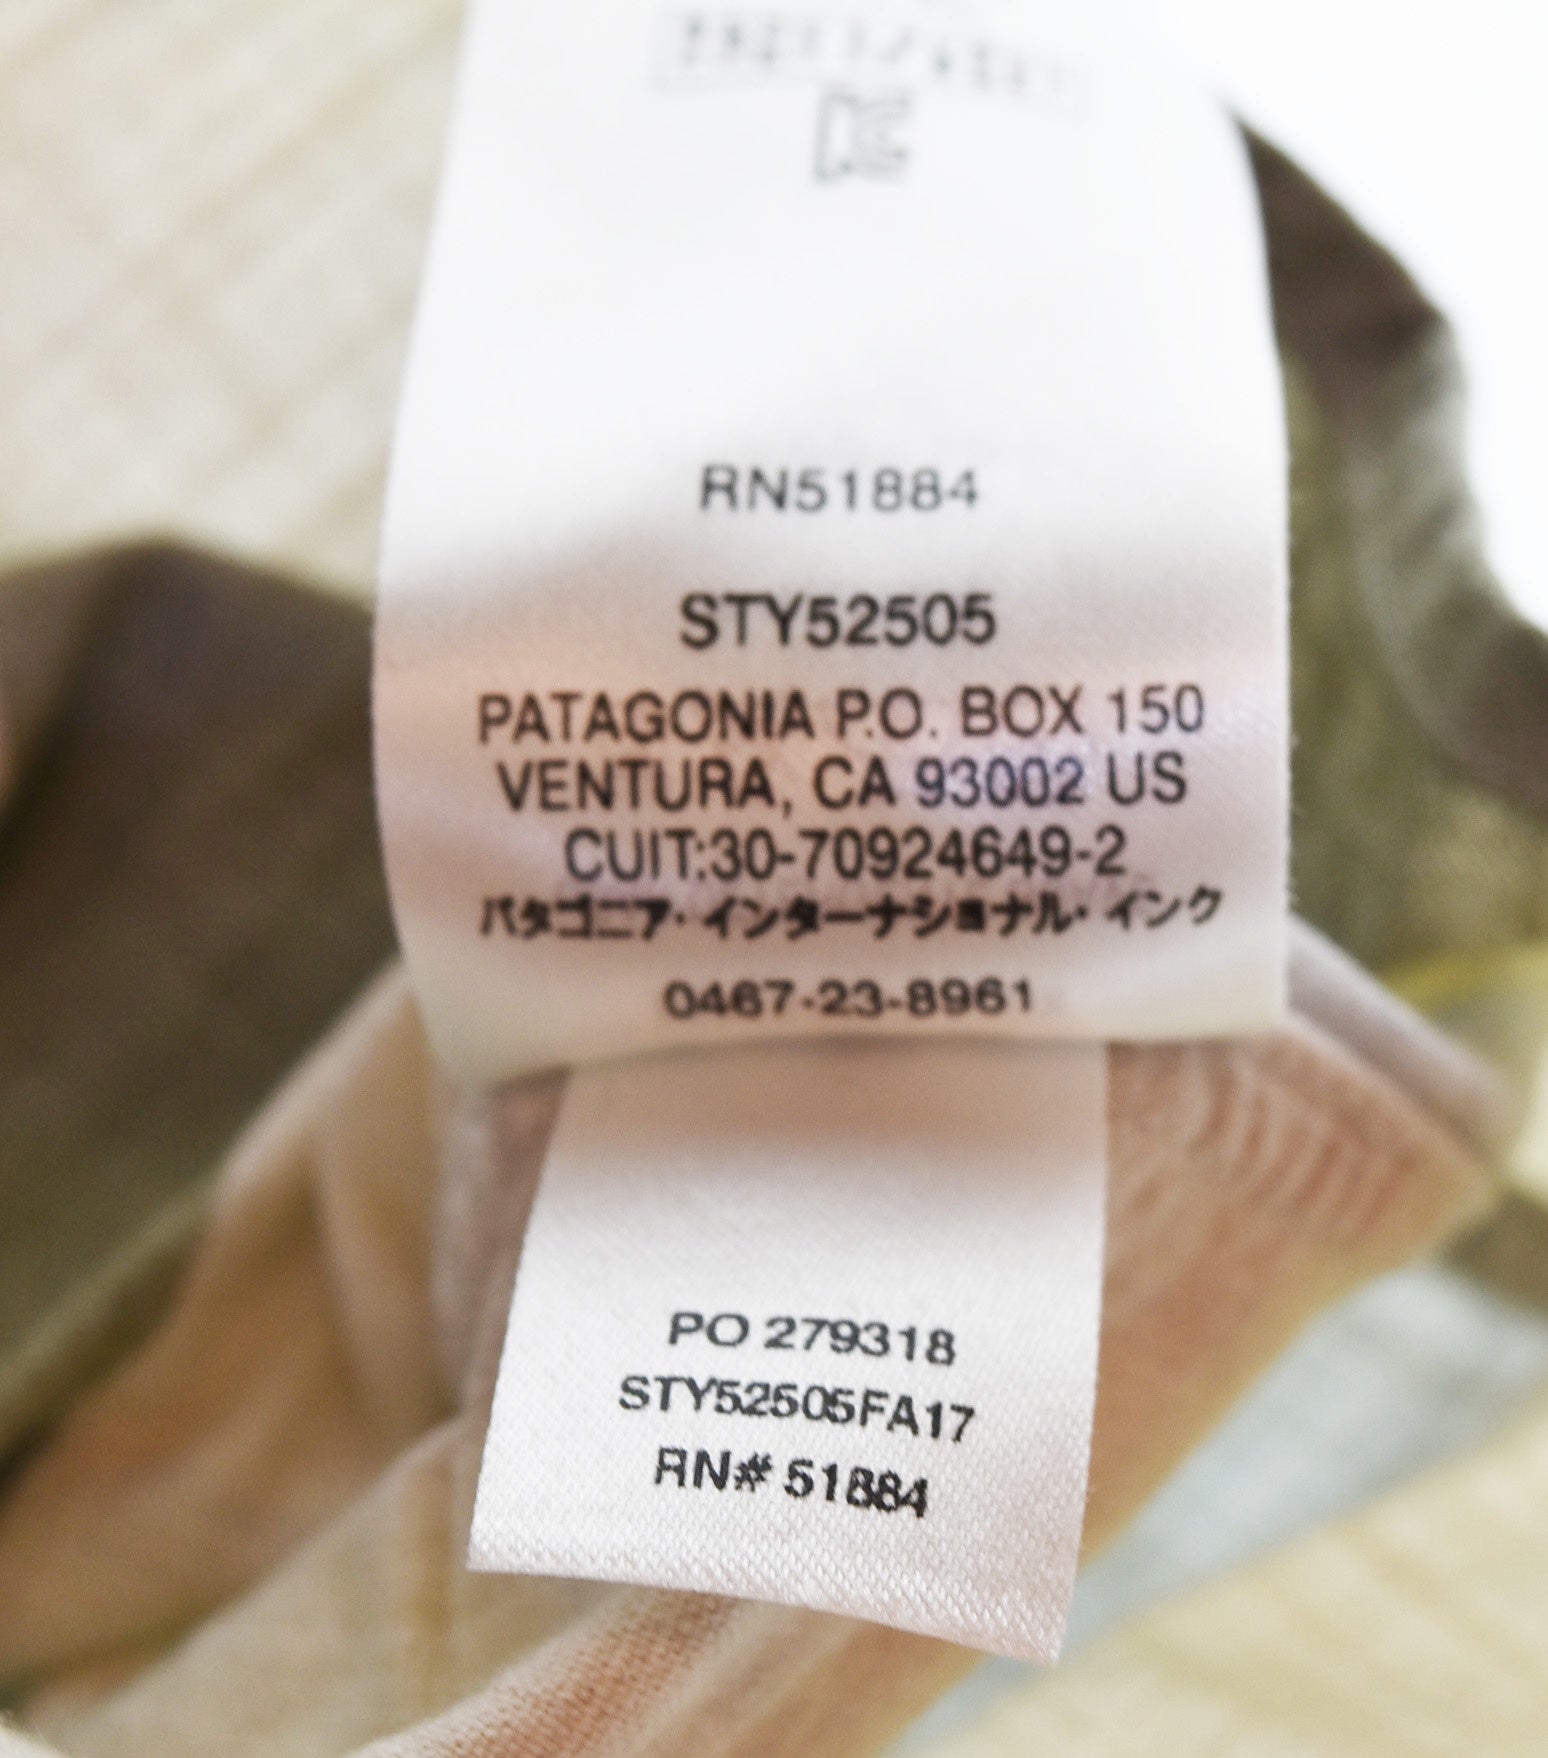 RN51884
STY52505
PATAGONIA P.O. BOX 150
VENTURA, CA 93002 US
CUIT:30-70924649-2
パタゴニア・インターナショナル・インク
0467-23-8961
PO 279318
STY52505FA17
RN# 51884